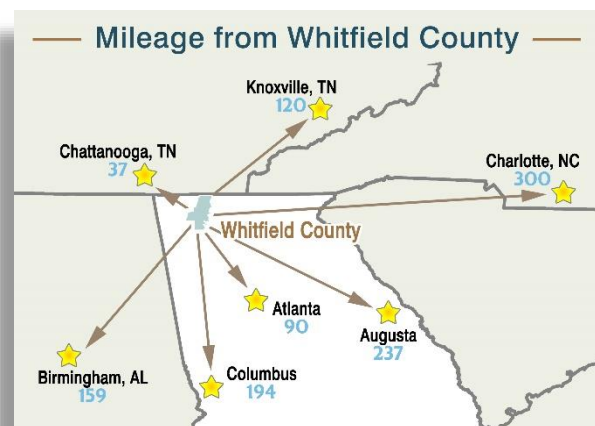 Mileage from Whitfield County
Knoxville, TN
120
Chattanooga, TN
37
Charlotte, NC
300
Whitfield County
Atlanta
90
Augusta
237
Birmingham, AL
159
Columbus
194